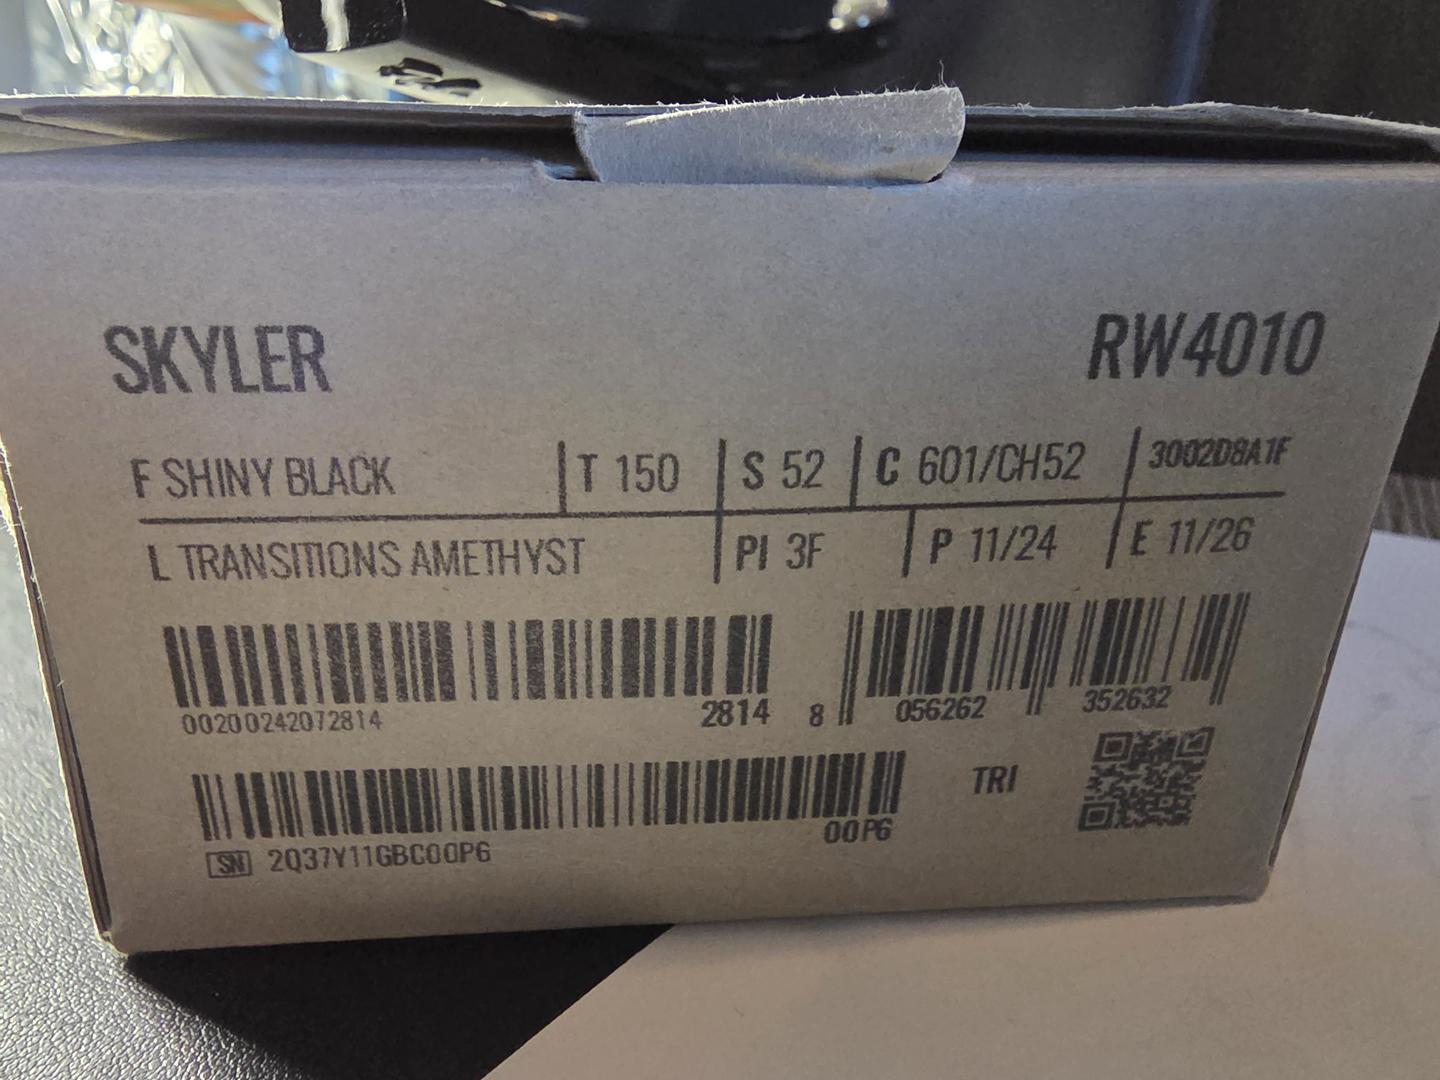 SKYLER RW4010
F SHINY BLACK T 150 S 52 C 601/CH52 3002D8A1F
L TRANSITIONS AMETHYST PI 3F P 11/24 E 11/26
00200242072814 2814 8 056262 352632
TRI
00P6
SN 2Q37Y11GBC00P6